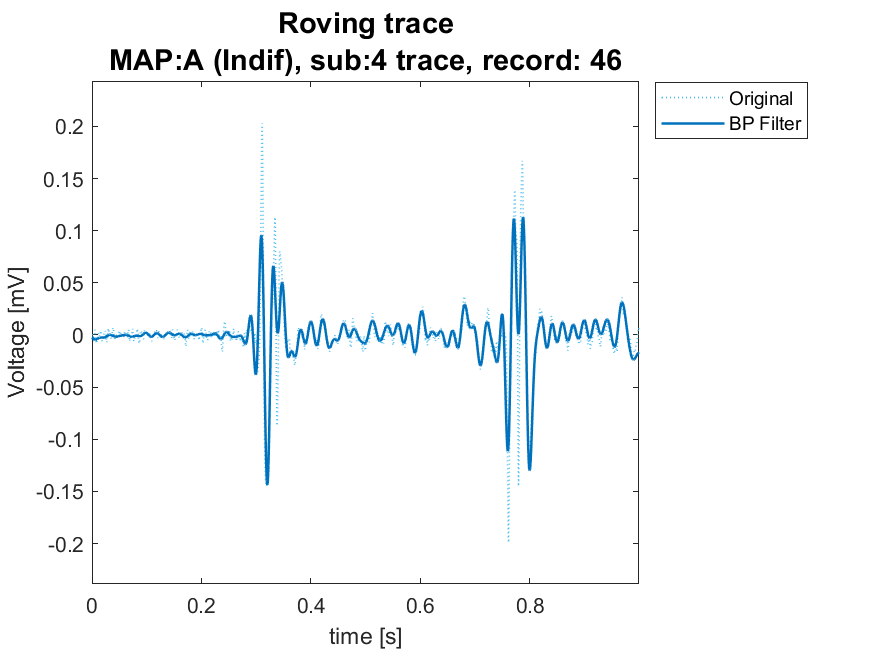 Roving trace
MAP:A (Indif), sub:4 trace, record: 46
Original
BP Filter
0.2
0.15
0.1
0.05
0
-0.05
-0.1
-0.15
-0.2
Voltage [mV]
0 0.2 0.4 0.6 0.8
time [s]